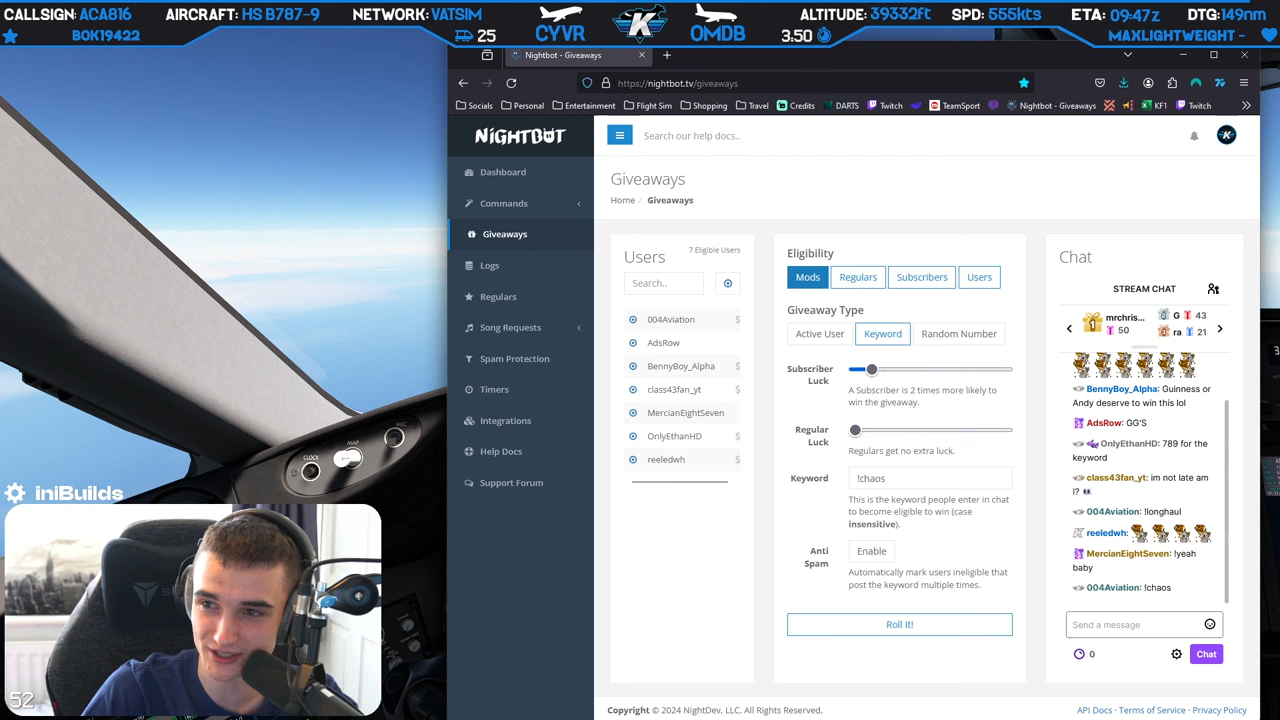 CALLSIGN: ACA816
AIRCRAFT: HS B787-9
NETWORK: VATSIM
ALTITUDE: 39332ft
SPD: 555kts
ETA: 09:47z
DTG: 149nm
BOK19422
25
CYVR
K
OMDB
3:50
MAXLIGHTWEIGHT -
Nightbot - Giveaways
https://nightbot.tv/giveaways
Socials
Personal
Entertainment
Flight Sim
Shopping
Travel
Credits
DARTS
Twitch
TeamSport
Nightbot - Giveaways
KF1
Twitch
NIGHTBOT
Search our help docs..
Dashboard
Commands
Giveaways
Logs
Regulars
Song Requests
Spam Protection
Timers
Integrations
Help Docs
Support Forum
Giveaways
Home / Giveaways
Users
7 Eligible Users
Search..
004Aviation $
AdsRow $
BennyBoy_Alpha $
class43fan_yt $
MercianEightSeven $
OnlyEthanHD $
reeledwh $
Eligibility
Mods
Regulars
Subscribers
Users
Giveaway Type
Active User
Keyword
Random Number
Subscriber
Luck
A Subscriber is 2 times more likely to
win the giveaway.
Regular
Luck
Regulars get no extra luck.
Keyword
!chaos
This is the keyword people enter in chat
to become eligible to win (case
insensitive).
Anti
Spam
Enable
Automatically mark users ineligible that
post the keyword multiple times.
Roll It!
Chat
STREAM CHAT
mrchris...
50
G 43
ra 21
BennyBoy_Alpha: Guinness or
Andy deserve to win this lol
AdsRow: GG'S
OnlyEthanHD: 789 for the
keyword
class43fan_yt: im not late am
I?
004Aviation: !longhaul
reeledwh:
MercianEightSeven: !yeah
baby
004Aviation: !chaos
Send a message
0
Chat
Copyright © 2024 NightDev, LLC, All Rights Reserved.
API Docs · Terms of Service · Privacy Policy
CLOCK
MAP
MIC
iniBuilds
52